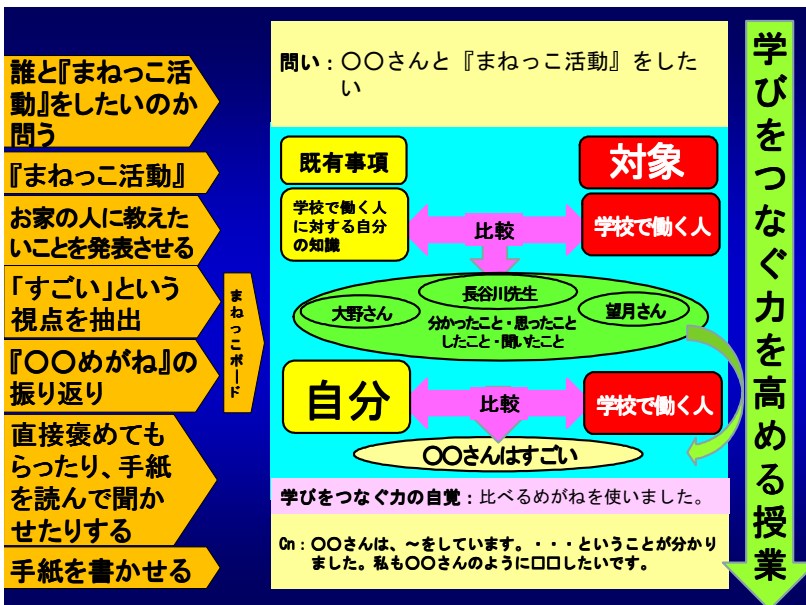 誰と『まねっこ活
動』をしたいのか
問う
『まねっこ活動』
お家の人に教えた
いことを発表させる
「すごい」という
視点を抽出
『〇〇めがね』の
振り返り
直接褒めても
らったり、手紙
を読んで聞か
せたりする
手紙を書かせる
まねっこボード
問い：〇〇さんと『まねっこ活動』をした
い
既有事項
対象
学校で働く人
に対する自分
の知識
比較
学校で働く人
長谷川先生
大野さん
望月さん
分かったこと・思ったこと
したこと・聞いたこと
自分
比較
学校で働く人
〇〇さんはすごい
学びをつなぐ力の自覚：比べるめがねを使いました。
Cn：〇〇さんは、～をしています。・・・ということが分かり
ました。私も〇〇さんのように□□したいです。
学びをつなぐ力を高める授業